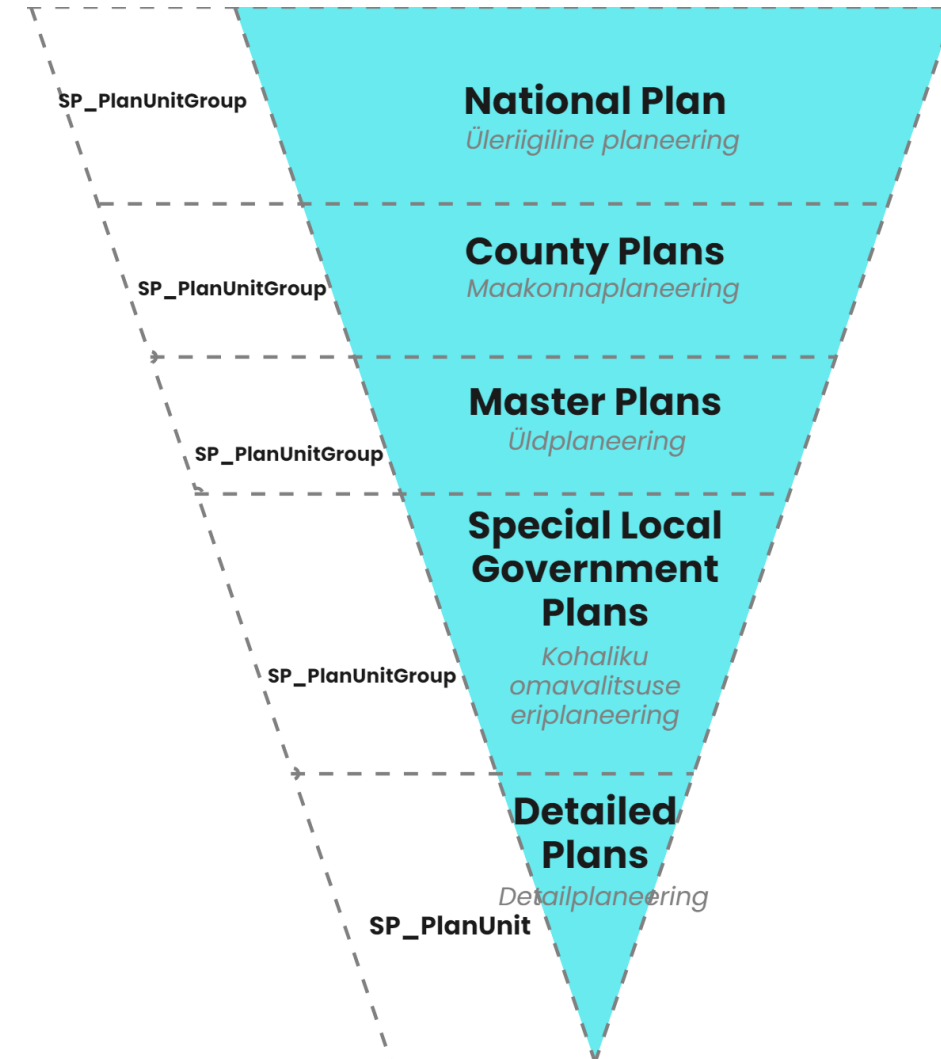 SP_PlanUnitGroup
National Plan
Üleriigiline planeering
County Plans
SP_PlanUnitGroup
Maakonnaplaneering
Master Plans
Üldplaneering
SP_PlanUnitGroup
Special Local
Government
Plans
Kohaliku
omavalitsuse
eriplaneering
SP_PlanUnitGroup
Detailed
Plans
Detailplaneering
SP_PlanUnit